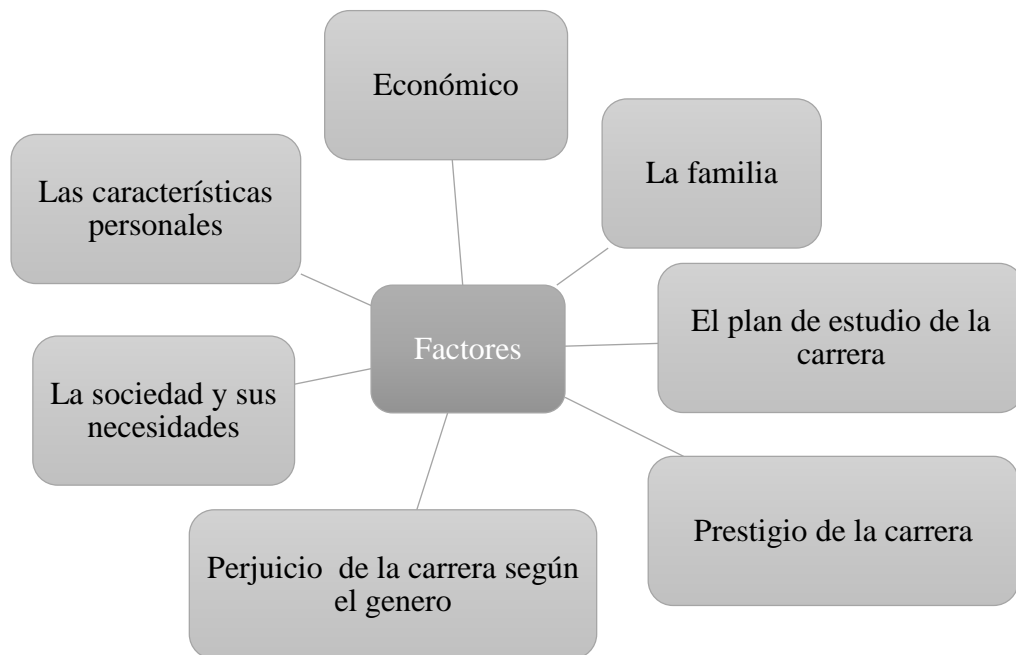 Económico
La familia
Las características
personales
El plan de estudio de la
carrera
Factores
La sociedad y sus
necesidades
Prestigio de la carrera
Perjuicio  de la carrera según
el genero